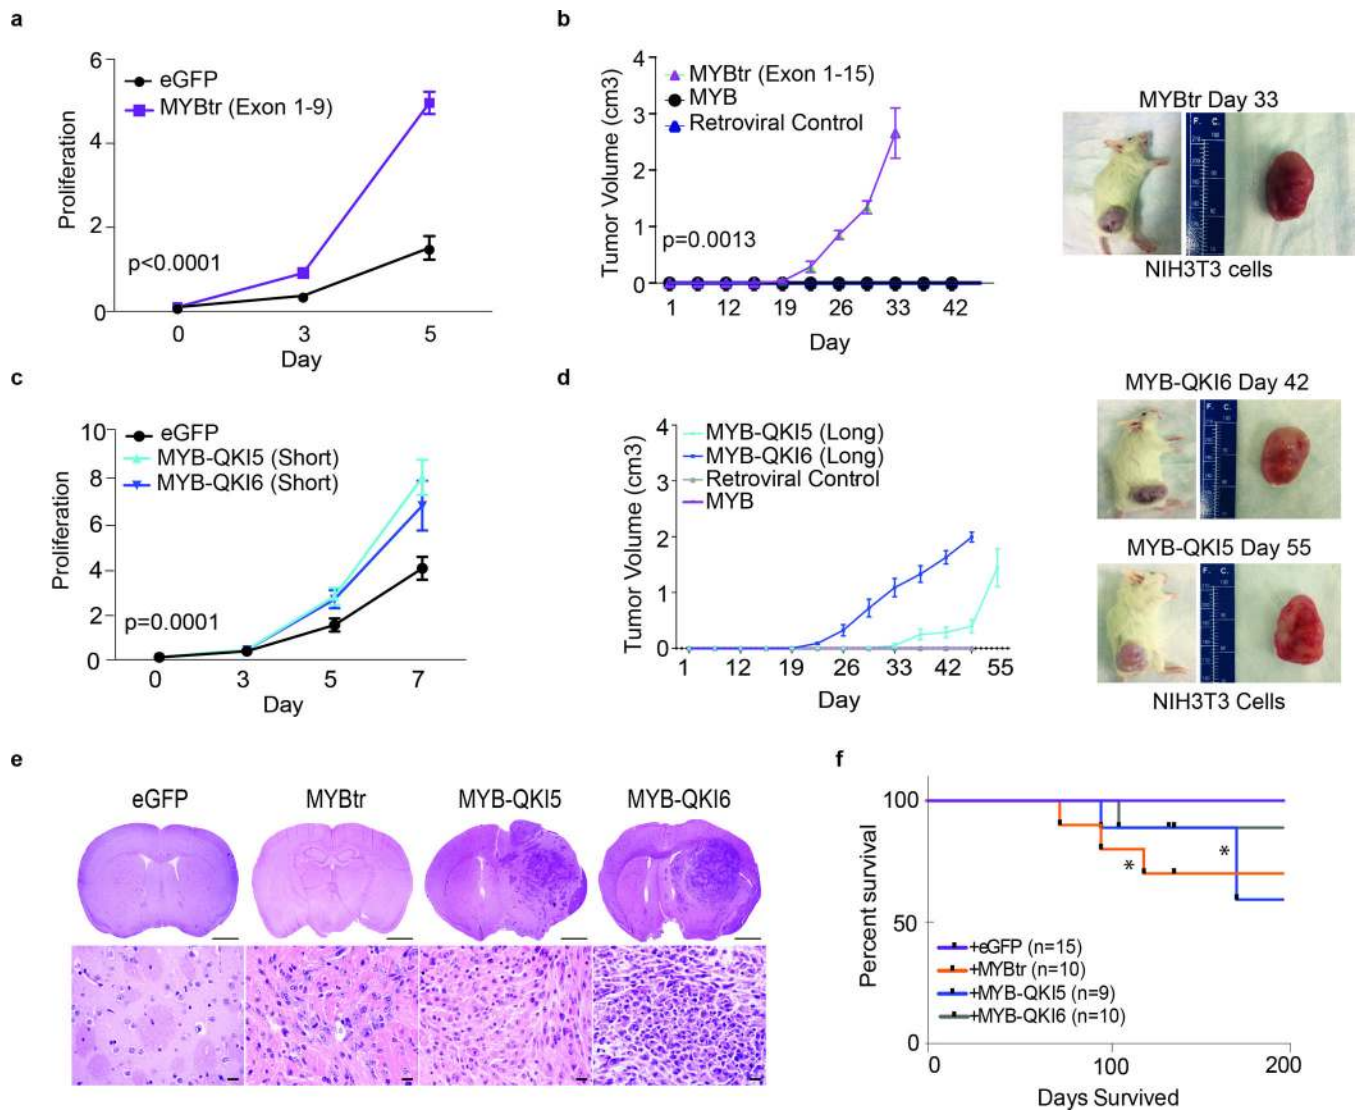 a
6
4
2
0
Proliferation
eGFP
MYBtr (Exon 1-9)
p<0.0001
0 3 5
Day
b
4
3
2
1
0
Tumor Volume (cm3)
MYBtr (Exon 1-15)
MYB
Retroviral Control
p=0.0013
1 12 19 26 33 42
Day
MYBtr Day 33
F. C.
NIH3T3 cells
c
10
8
6
4
2
0
Proliferation
eGFP
MYB-QKI5 (Short)
MYB-QKI6 (Short)
p=0.0001
0 3 5 7
Day
d
4
3
2
1
0
Tumor Volume (cm3)
MYB-QKI5 (Long)
MYB-QKI6 (Long)
Retroviral Control
MYB
1 12 19 26 33 42 55
Day
MYB-QKI6 Day 42
F. C.
MYB-QKI5 Day 55
F. C.
NIH3T3 Cells
e
eGFP MYBtr MYB-QKI5 MYB-QKI6
f
100
50
0
Percent survival
*
*
+eGFP (n=15)
+MYBtr (n=10)
+MYB-QKI5 (n=9)
+MYB-QKI6 (n=10)
0 100 200
Days Survived